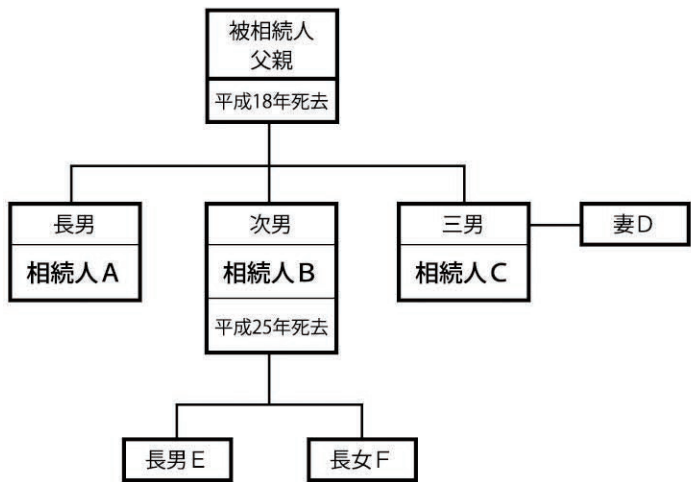 被相続人
父親
平成18年死去
長男
相続人A
次男
相続人B
平成25年死去
三男
相続人C
妻D
長男E
長女F